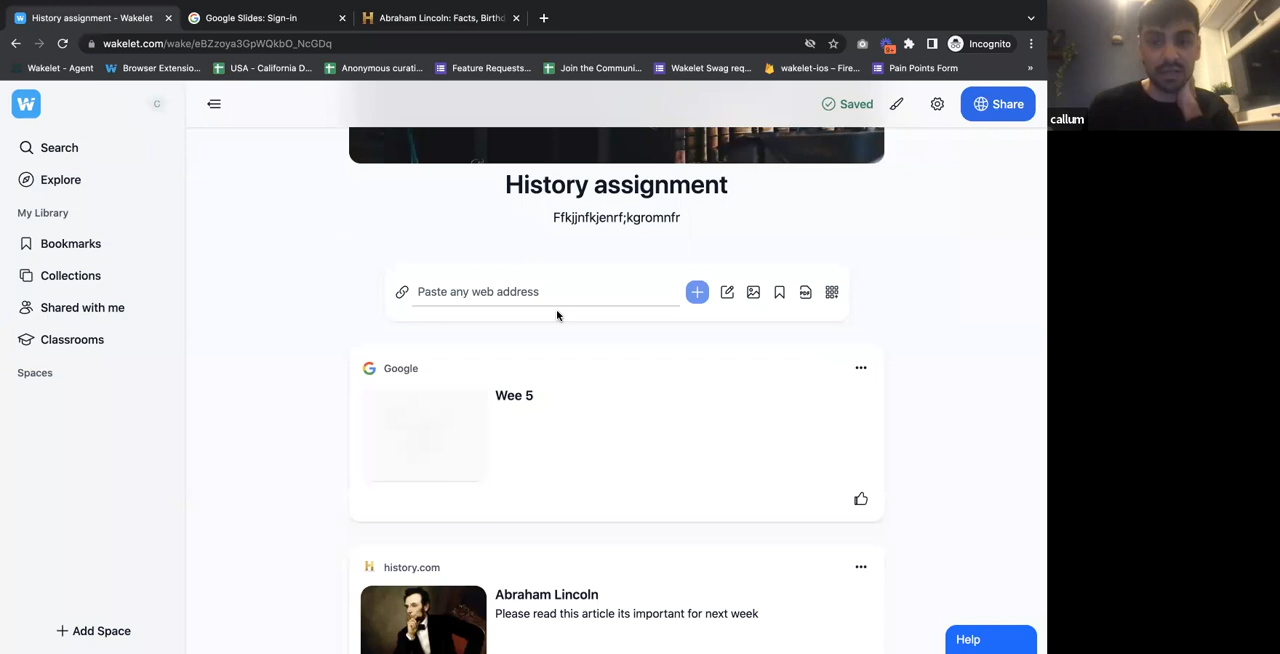 History assignment - Wakelet
Google Slides: Sign-in
Abraham Lincoln: Facts, Birthd
wakelet.com/wake/eBZzoya3GpWQkbO_NcGDq
Incognito
Wakelet - Agent
Browser Extensio...
USA - California D...
Anonymous curati...
Feature Requests...
Join the Communi...
Wakelet Swag req...
wakelet-ios – Fire...
Pain Points Form
»
9+
callum
W
C
Saved
Share
Search
Explore
My Library
Bookmarks
Collections
Shared with me
Classrooms
Spaces
Add Space
History assignment
Ffkjjnfkjenrf;kgromnfr
Paste any web address
PDF
Google
Wee 5
history.com
Abraham Lincoln
Please read this article its important for next week
Help